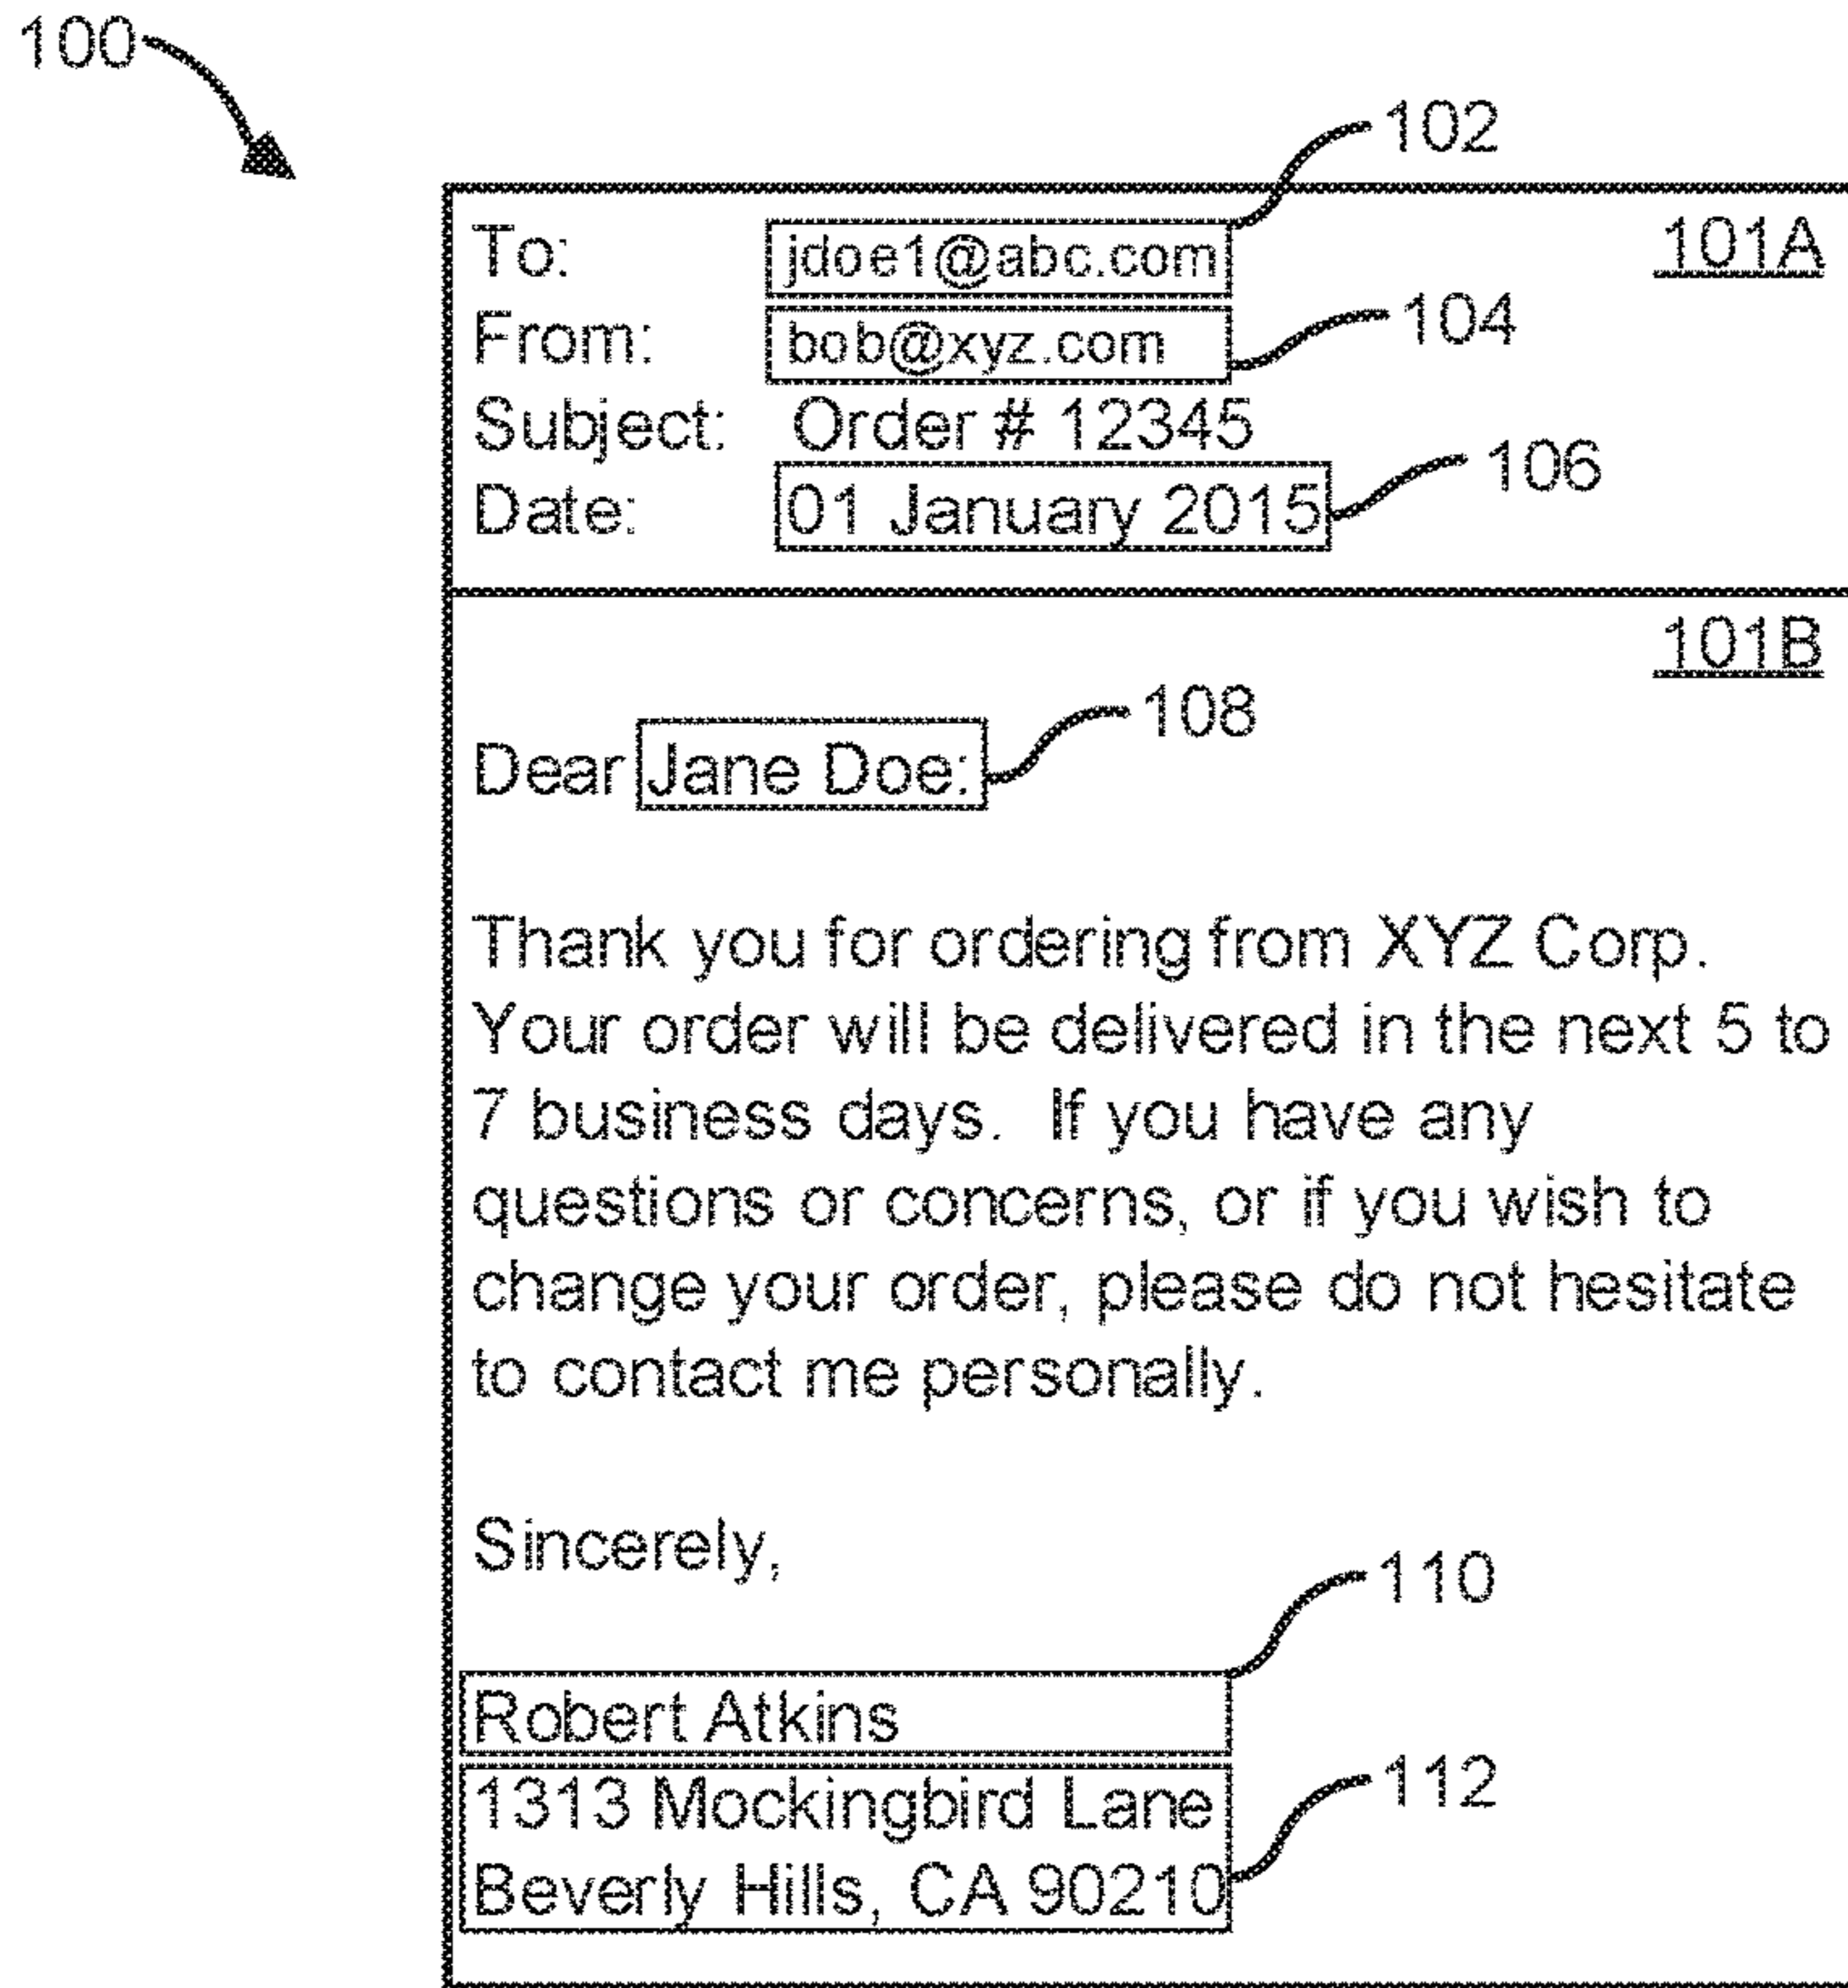 100
102
To: jdoe1@abc.com 101A
From: bob@xyz.com 104
Subject: Order # 12345
Date: 01 January 2015 106
101B
108
Dear Jane Doe:
Thank you for ordering from XYZ Corp.
Your order will be delivered in the next 5 to
7 business days. If you have any
questions or concerns, or if you wish to
change your order, please do not hesitate
to contact me personally.
Sincerely,
110
Robert Atkins
1313 Mockingbird Lane 112
Beverly Hills, CA 90210